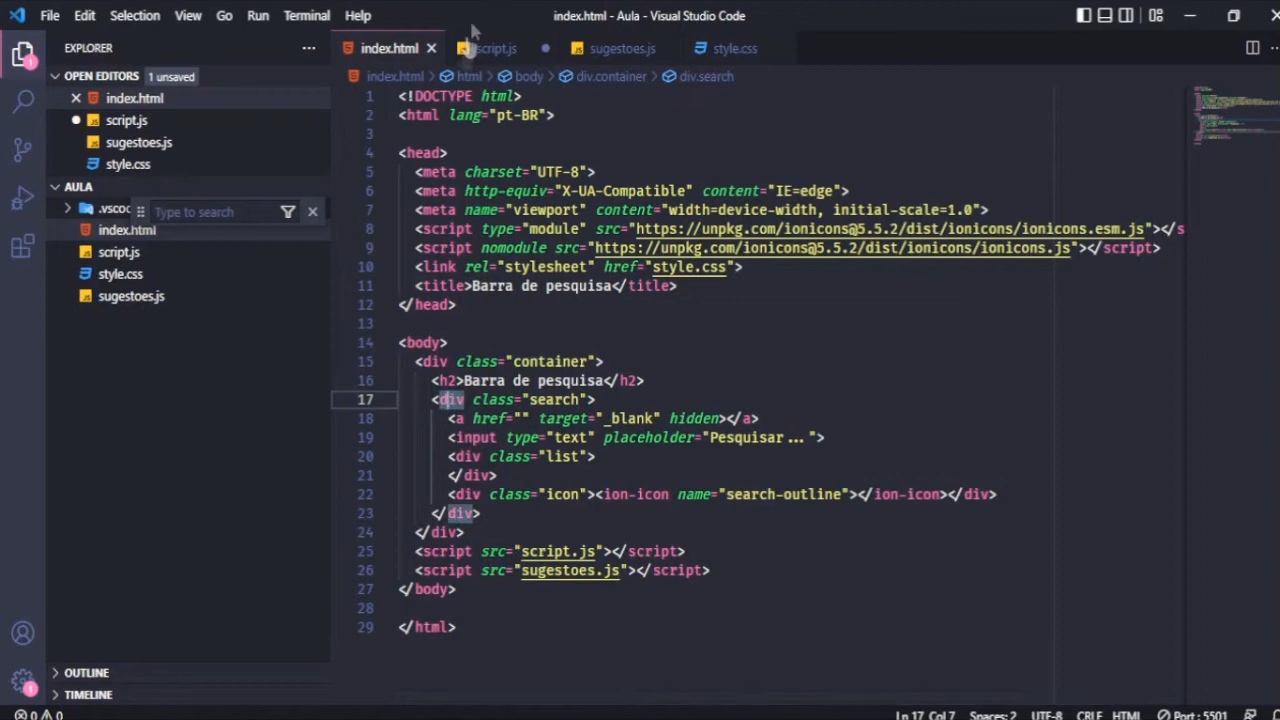 File Edit Selection View Go Run Terminal Help
index.html - Aula - Visual Studio Code
EXPLORER
OPEN EDITORS 1 unsaved
index.html
script.js
sugestoes.js
style.css
AULA
.vscoc
Type to search
index.html
script.js
style.css
sugestoes.js
OUTLINE
TIMELINE
1
1
index.html script.js sugestoes.js style.css
index.html > html > body > div.container > div.search
1 <!DOCTYPE html>
2 <html lang="pt-BR">
3
4 <head>
5 <meta charset="UTF-8">
6 <meta http-equiv="X-UA-Compatible" content="IE=edge">
7 <meta name="viewport" content="width=device-width, initial-scale=1.0">
8 <script type="module" src="https://unpkg.com/ionicons@5.5.2/dist/ionicons/ionicons.esm.js"></s
9 <script nomodule src="https://unpkg.com/ionicons@5.5.2/dist/ionicons/ionicons.js"></script>
10 <link rel="stylesheet" href="style.css">
11 <title>Barra de pesquisa</title>
12 </head>
13
14 <body>
15 <div class="container">
16 <h2>Barra de pesquisa</h2>
17 <div class="search">
18 <a href="" target="_blank" hidden></a>
19 <input type="text" placeholder="Pesquisar...">
20 <div class="list">
21 </div>
22 <div class="icon"><ion-icon name="search-outline"></ion-icon></div>
23 </div>
24 </div>
25 <script src="script.js"></script>
26 <script src="sugestoes.js"></script>
27 </body>
28
29 </html>
0 0 Ln 17, Col 7 Spaces: 2 UTF-8 CRLF HTML Port : 5501